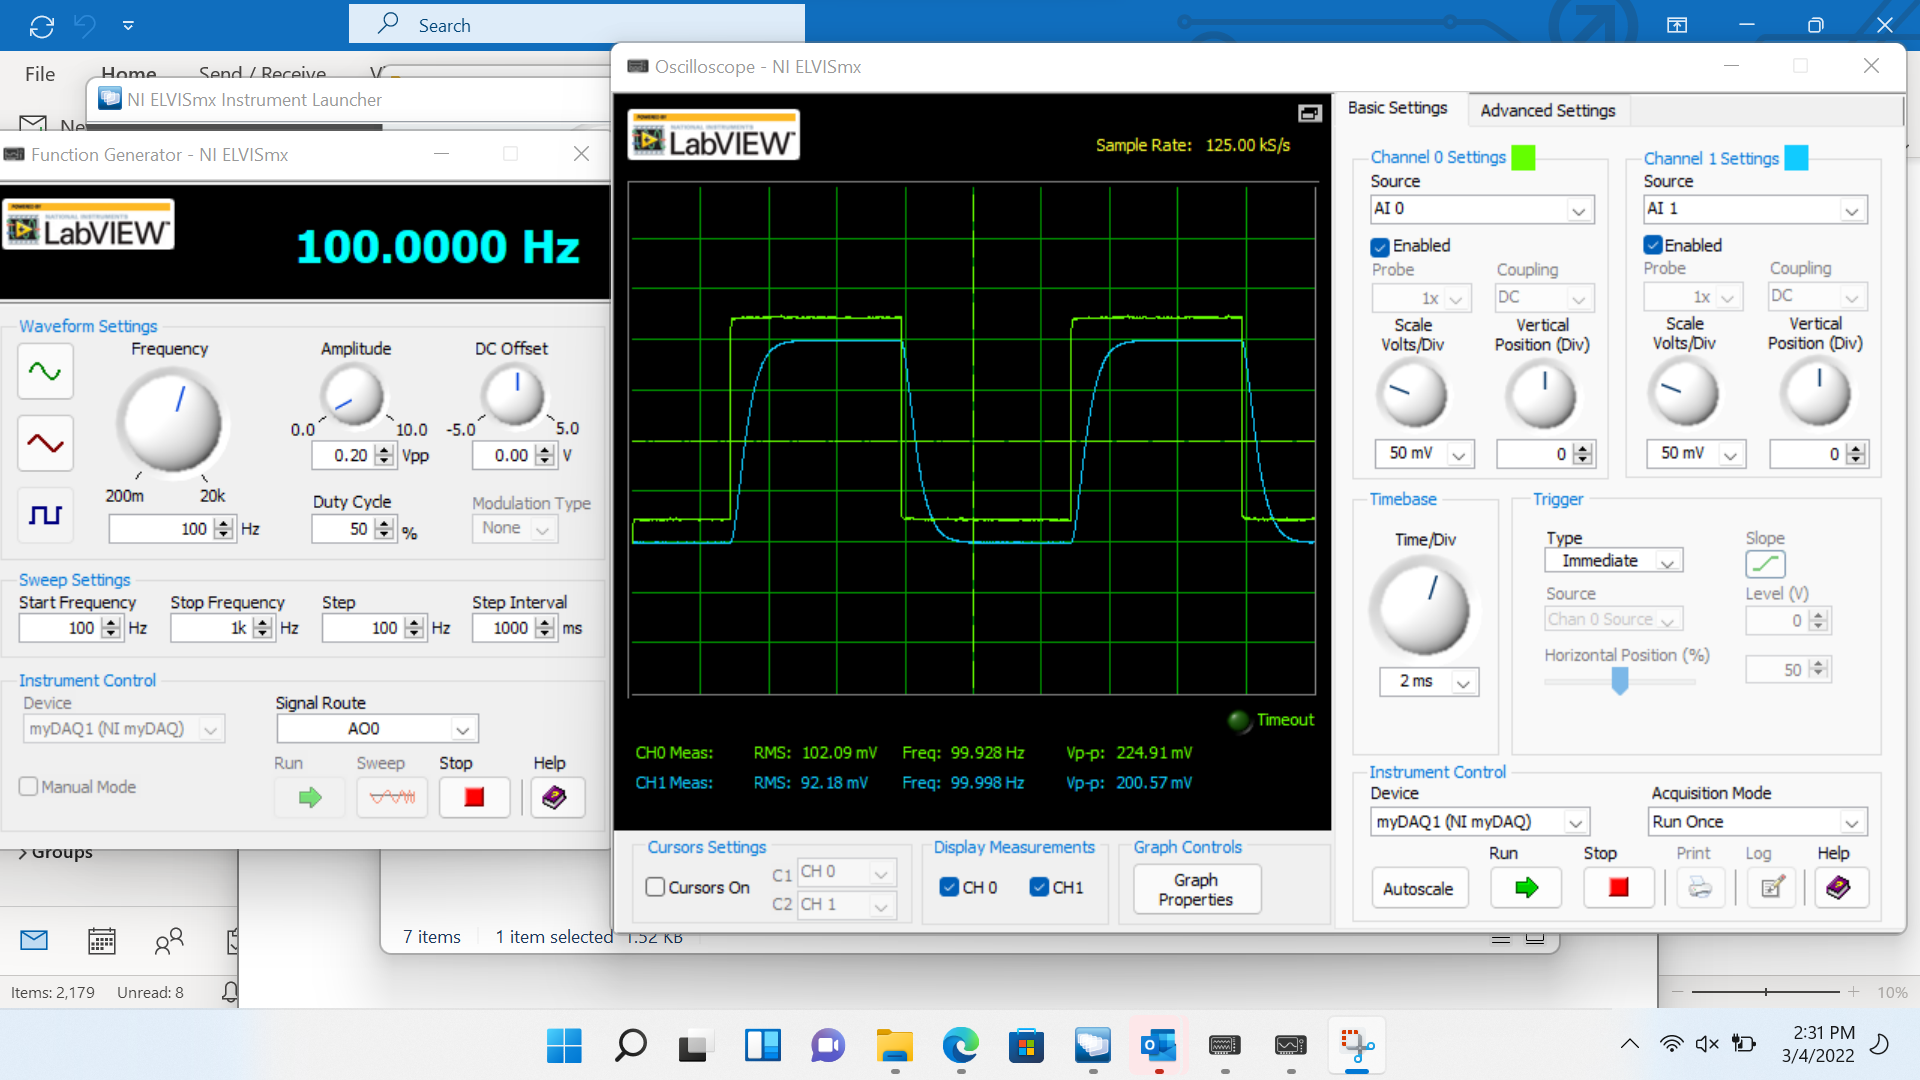 Search
File
Home
Send / Receive
Oscilloscope - NI ELVISmx
NI ELVISmx Instrument Launcher
Function Generator - NI ELVISmx
POWERED BY
NATIONAL INSTRUMENTS
LabVIEW™
100.0000 Hz
Waveform Settings
Frequency
Amplitude
DC Offset
0.0
10.0
-5.0
5.0
0.20 Vpp
0.00 V
200m
20k
100 Hz
Duty Cycle
50 %
Modulation Type
None
Sweep Settings
Start Frequency
Stop Frequency
Step
Step Interval
100 Hz
1k Hz
100 Hz
1000 ms
Instrument Control
Device
myDAQ1 (NI myDAQ)
Signal Route
AO0
Manual Mode
Run
Sweep
Stop
Help
POWERED BY
NATIONAL INSTRUMENTS
LabVIEW™
Sample Rate: 125.00 kS/s
Timeout
CH0 Meas: RMS: 102.09 mV Freq: 99.928 Hz Vp-p: 224.91 mV
CH1 Meas: RMS: 92.18 mV Freq: 99.998 Hz Vp-p: 200.57 mV
Cursors Settings
Cursors On
C1 CH 0
C2 CH 1
Display Measurements
CH 0
CH1
Graph Controls
Graph
Properties
Basic Settings
Advanced Settings
Channel 0 Settings
Source
AI 0
Enabled
Probe
Coupling
1x
DC
Scale
Volts/Div
Vertical
Position (Div)
50 mV
0
Channel 1 Settings
Source
AI 1
Enabled
Probe
Coupling
1x
DC
Scale
Volts/Div
Vertical
Position (Div)
50 mV
0
Timebase
Time/Div
2 ms
Trigger
Type
Immediate
Slope
Source
Chan 0 Source
Level (V)
0
Horizontal Position (%)
50
Instrument Control
Device
myDAQ1 (NI myDAQ)
Acquisition Mode
Run Once
Autoscale
Run
Stop
Print
Log
Help
Groups
7 items
1 item selected 1.52 KB
Items: 2,179
Unread: 8
10%
2:31 PM
3/4/2022